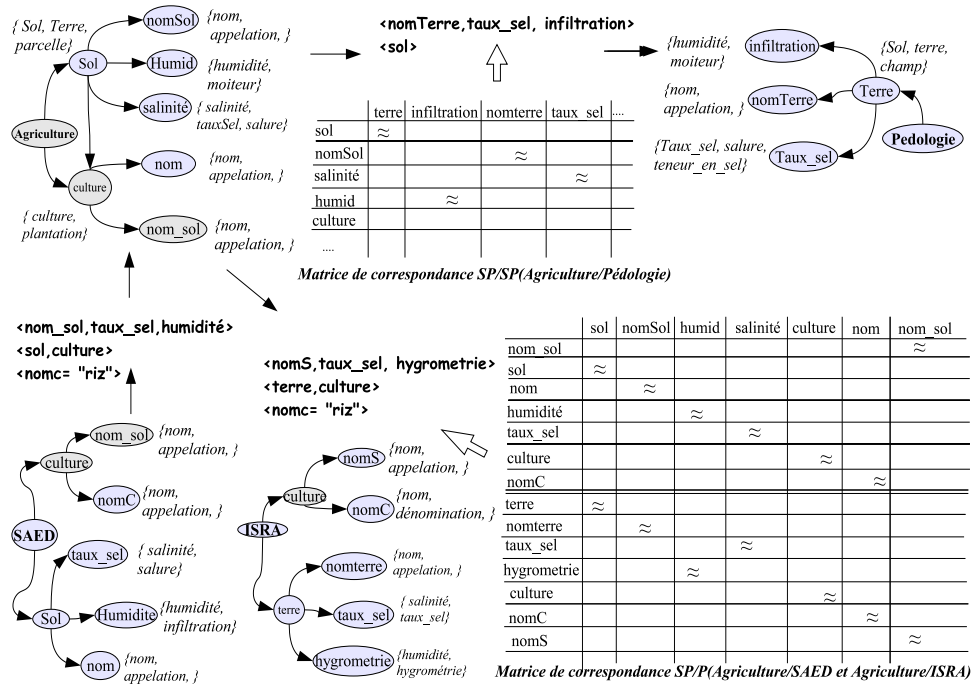 { Sol, Terre,
parcelle}
nomSol
{nom,
appelation, }
Sol
Humid
{humidité,
moiteur}
salinité
{ salinité,
tauxSel, salure}
Agriculture
nom
{nom,
appelation, }
culture
{ culture,
plantation}
nom_sol
{nom,
appelation, }
<nomTerre,taux_sel, infiltration>
<sol>
terre infiltration nomterre taux_sel ....
sol ≈
nomSol ≈
salinité ≈
humid ≈
culture
....
Matrice de correspondance SP/SP(Agriculture/Pédologie)
{humidité,
moiteur}
infiltration
{Sol, terre,
champ}
{nom,
appelation, }
nomTerre
Terre
{Taux_sel, salure,
teneur_en_sel}
Taux_sel
Pedologie
<nom_sol,taux_sel,humidité>
<sol,culture>
<nomc= "riz">
nom_sol
{nom,
appelation, }
culture
nomC
{nom,
appelation, }
SAED
taux_sel
{ salinité,
salure}
Sol
Humidite
{humidité,
infiltration}
nom
{nom,
appelation, }
<nomS,taux_sel, hygrometrie>
<terre,culture>
<nomc= "riz">
nomS
{nom,
appelation, }
culture
nomC
{nom,
dénomination, }
ISRA
nomterre
{nom,
appelation, }
terre
taux_sel
{ salinité,
taux_sel}
hygrometrie
{humidité,
hygrométrie}
sol nomSol humid salinité culture nom nom_sol
nom_sol ≈
sol ≈
nom ≈
humidité ≈
taux_sel ≈
culture ≈
nomC ≈
terre ≈
nomterre ≈
taux_sel ≈
hygrometrie ≈
culture ≈
nomC ≈
nomS ≈
Matrice de correspondance SP/P(Agriculture/SAED et Agriculture/ISRA)